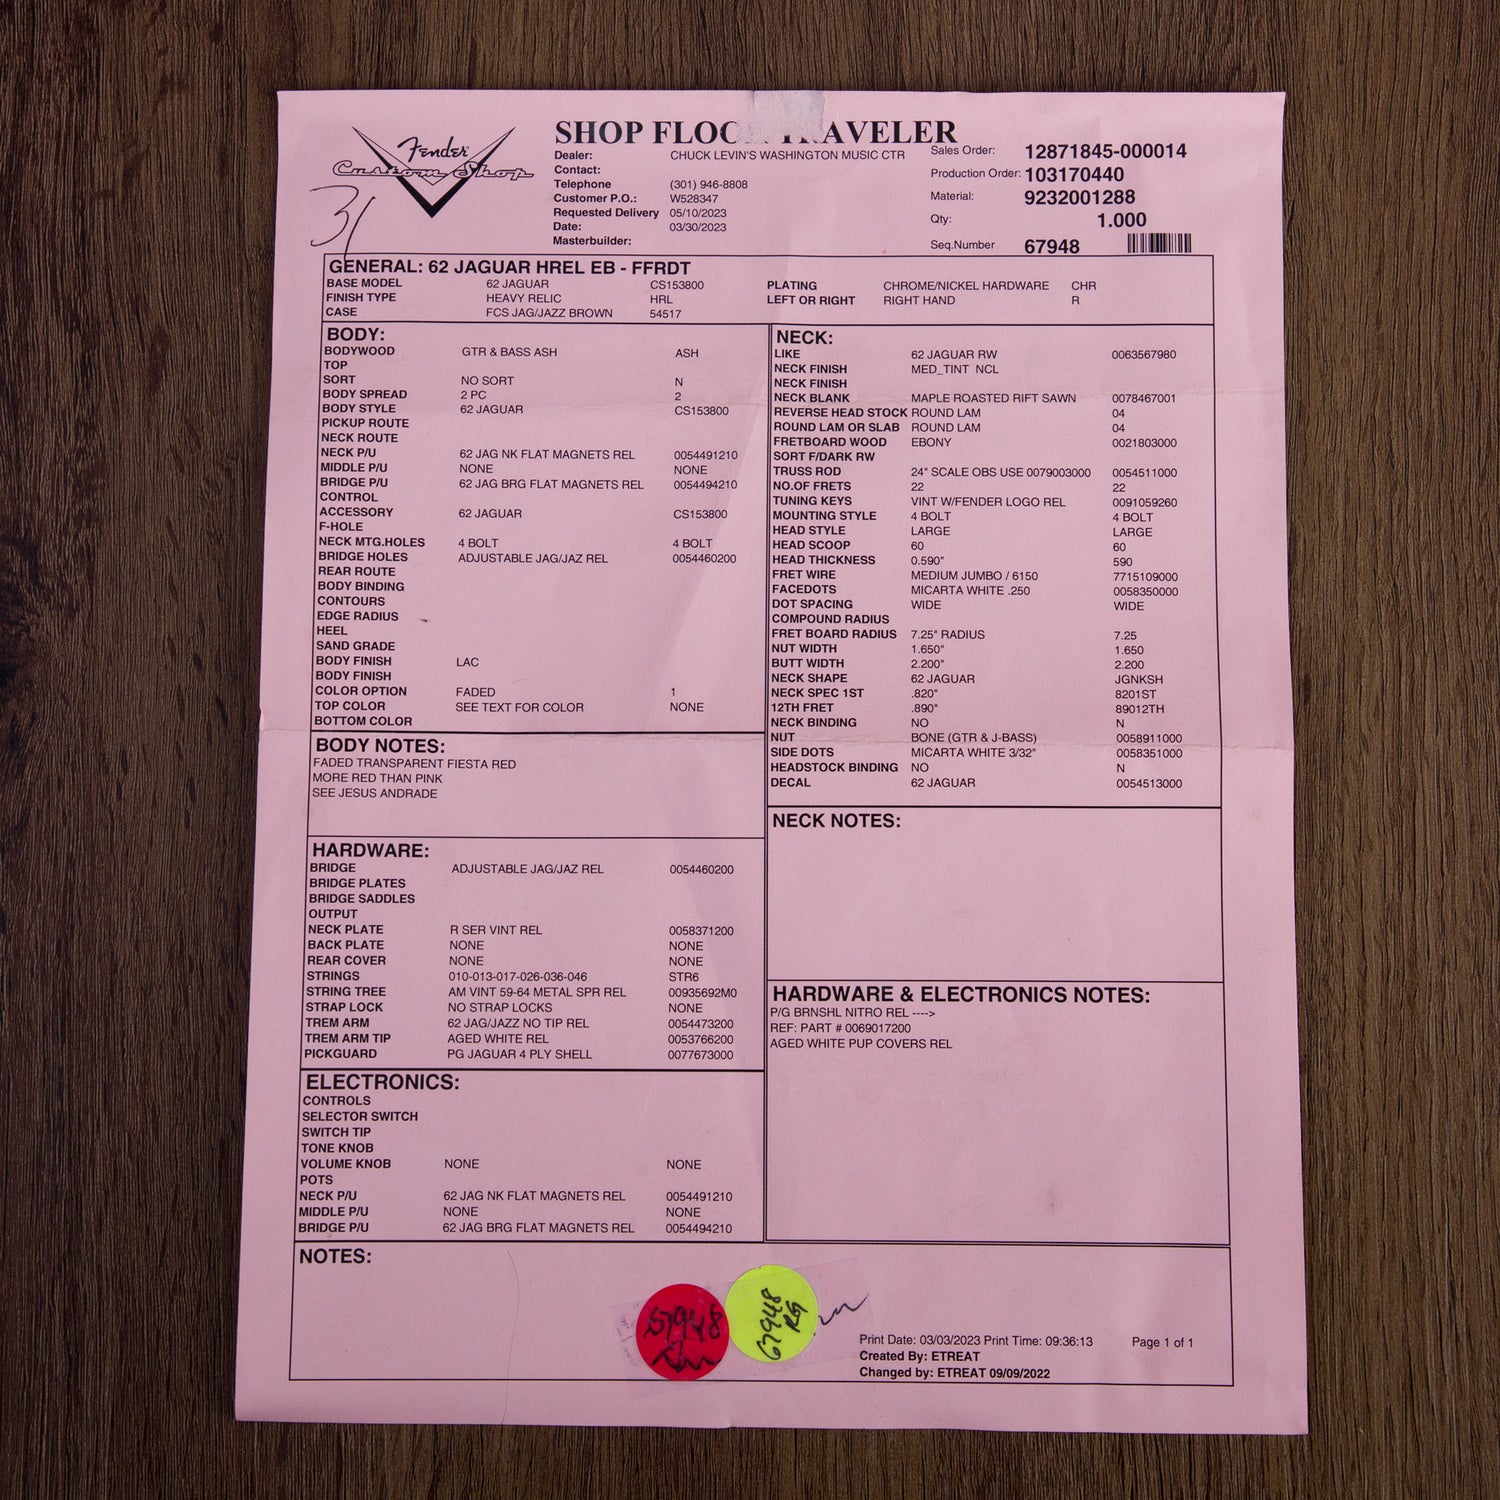 Fender
Custom Shop
31
SHOP FLOOR TRAVELER
Dealer: CHUCK LEVIN'S WASHINGTON MUSIC CTR
Contact:
Telephone (301) 946-8808
Customer P.O.: W528347
Requested Delivery 05/10/2023
Date: 03/30/2023
Masterbuilder:
Sales Order: 12871845-000014
Production Order: 103170440
Material: 9232001288
Qty: 1.000
Seq.Number 67948
GENERAL: 62 JAGUAR HREL EB - FFRDT
BASE MODEL 62 JAGUAR CS153800 PLATING CHROME/NICKEL HARDWARE CHR
FINISH TYPE HEAVY RELIC HRL LEFT OR RIGHT RIGHT HAND R
CASE FCS JAG/JAZZ BROWN 54517
BODY:
BODYWOOD GTR & BASS ASH ASH
TOP
SORT NO SORT N
BODY SPREAD 2 PC 2
BODY STYLE 62 JAGUAR CS153800
PICKUP ROUTE
NECK ROUTE
NECK P/U 62 JAG NK FLAT MAGNETS REL 0054491210
MIDDLE P/U NONE NONE
BRIDGE P/U 62 JAG BRG FLAT MAGNETS REL 0054494210
CONTROL
ACCESSORY 62 JAGUAR CS153800
F-HOLE
NECK MTG.HOLES 4 BOLT 4 BOLT
BRIDGE HOLES ADJUSTABLE JAG/JAZ REL 0054460200
REAR ROUTE
BODY BINDING
CONTOURS
EDGE RADIUS
HEEL
SAND GRADE
BODY FINISH LAC
BODY FINISH
COLOR OPTION FADED 1
TOP COLOR SEE TEXT FOR COLOR NONE
BOTTOM COLOR
BODY NOTES:
FADED TRANSPARENT FIESTA RED
MORE RED THAN PINK
SEE JESUS ANDRADE
HARDWARE:
BRIDGE ADJUSTABLE JAG/JAZ REL 0054460200
BRIDGE PLATES
BRIDGE SADDLES
OUTPUT
NECK PLATE R SER VINT REL 0058371200
BACK PLATE NONE NONE
REAR COVER NONE NONE
STRINGS 010-013-017-026-036-046 STR6
STRING TREE AM VINT 59-64 METAL SPR REL 00935692M0
STRAP LOCK NO STRAP LOCKS NONE
TREM ARM 62 JAG/JAZZ NO TIP REL 0054473200
TREM ARM TIP AGED WHITE REL 0053766200
PICKGUARD PG JAGUAR 4 PLY SHELL 0077673000
ELECTRONICS:
CONTROLS
SELECTOR SWITCH
SWITCH TIP
TONE KNOB
VOLUME KNOB NONE NONE
POTS
NECK P/U 62 JAG NK FLAT MAGNETS REL 0054491210
MIDDLE P/U NONE NONE
BRIDGE P/U 62 JAG BRG FLAT MAGNETS REL 0054494210
NECK:
LIKE 62 JAGUAR RW 0063567980
NECK FINISH MED_TINT NCL
NECK FINISH
NECK BLANK MAPLE ROASTED RIFT SAWN 0078467001
REVERSE HEAD STOCK ROUND LAM 04
ROUND LAM OR SLAB ROUND LAM 04
FRETBOARD WOOD EBONY 0021803000
SORT F/DARK RW
TRUSS ROD 24" SCALE OBS USE 0079003000 0054511000
NO.OF FRETS 22 22
TUNING KEYS VINT W/FENDER LOGO REL 0091059260
MOUNTING STYLE 4 BOLT 4 BOLT
HEAD STYLE LARGE LARGE
HEAD SCOOP 60 60
HEAD THICKNESS 0.590" 590
FRET WIRE MEDIUM JUMBO / 6150 7715109000
FACEDOTS MICARTA WHITE .250 0058350000
DOT SPACING WIDE WIDE
COMPOUND RADIUS
FRET BOARD RADIUS 7.25" RADIUS 7.25
NUT WIDTH 1.650" 1.650
BUTT WIDTH 2.200" 2.200
NECK SHAPE 62 JAGUAR JGNKSH
NECK SPEC 1ST .820" 8201ST
12TH FRET .890" 89012TH
NECK BINDING NO N
NUT BONE (GTR & J-BASS) 0058911000
SIDE DOTS MICARTA WHITE 3/32" 0058351000
HEADSTOCK BINDING NO N
DECAL 62 JAGUAR 0054513000
NECK NOTES:
HARDWARE & ELECTRONICS NOTES:
P/G BRNSHL NITRO REL ---->
REF: PART # 0069017200
AGED WHITE PUP COVERS REL
NOTES:
67948
67948
RG
Print Date: 03/03/2023 Print Time: 09:36:13 Page 1 of 1
Created By: ETREAT
Changed by: ETREAT 09/09/2022